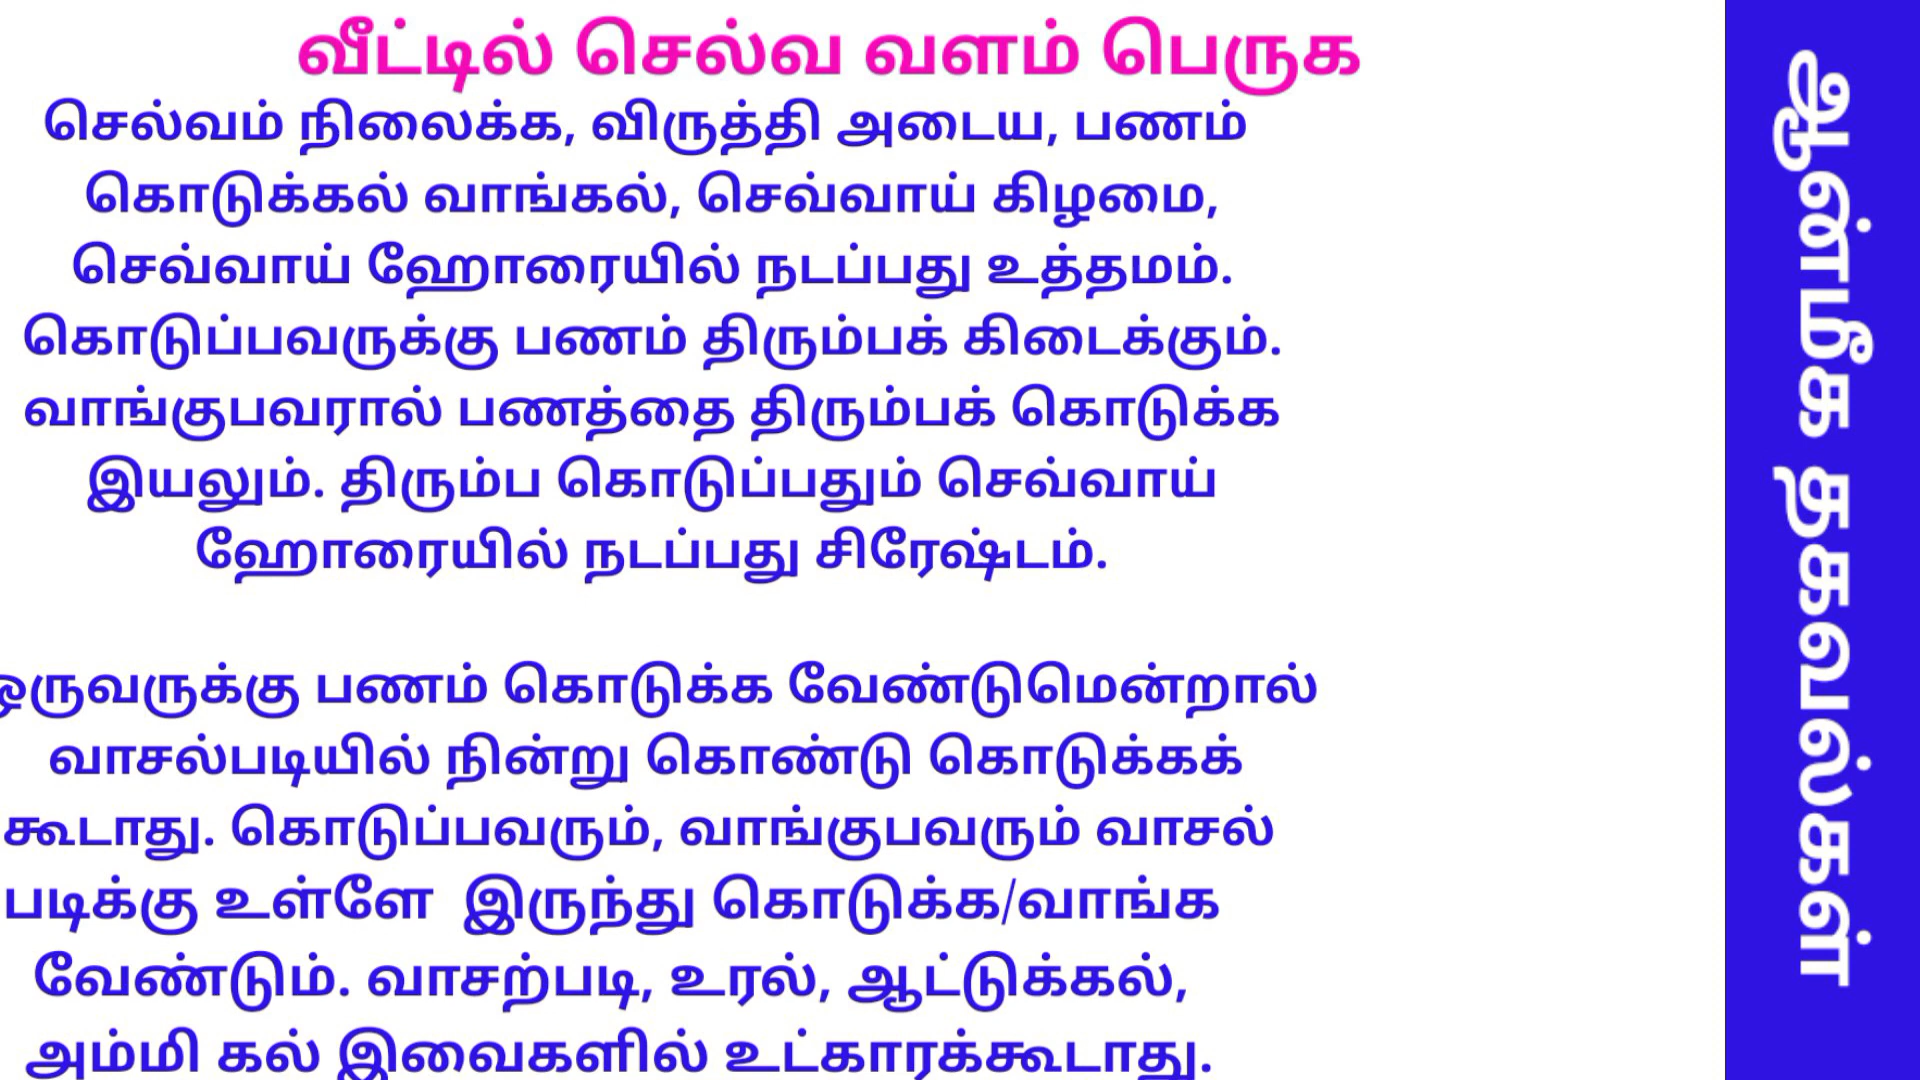 வீட்டில் செல்வ வளம் பெருக
செல்வம் நிலைக்க, விருத்தி அடைய, பணம்
கொடுக்கல் வாங்கல், செவ்வாய் கிழமை,
செவ்வாய் ஹோரையில் நடப்பது உத்தமம்.
கொடுப்பவருக்கு பணம் திரும்பக் கிடைக்கும்.
வாங்குபவரால் பணத்தை திரும்பக் கொடுக்க
இயலும். திரும்ப கொடுப்பதும் செவ்வாய்
ஹோரையில் நடப்பது சிரேஷ்டம்.
ஒருவருக்கு பணம் கொடுக்க வேண்டுமென்றால்
வாசல்படியில் நின்று கொண்டு கொடுக்கக்
கூடாது. கொடுப்பவரும், வாங்குபவரும் வாசல்
படிக்கு உள்ளே இருந்து கொடுக்க/வாங்க
வேண்டும். வாசற்படி, உரல், ஆட்டுக்கல்,
அம்மி கல் இவைகளில் உட்காரக்கூடாது.
ஆன்மீக தகவல்கள்